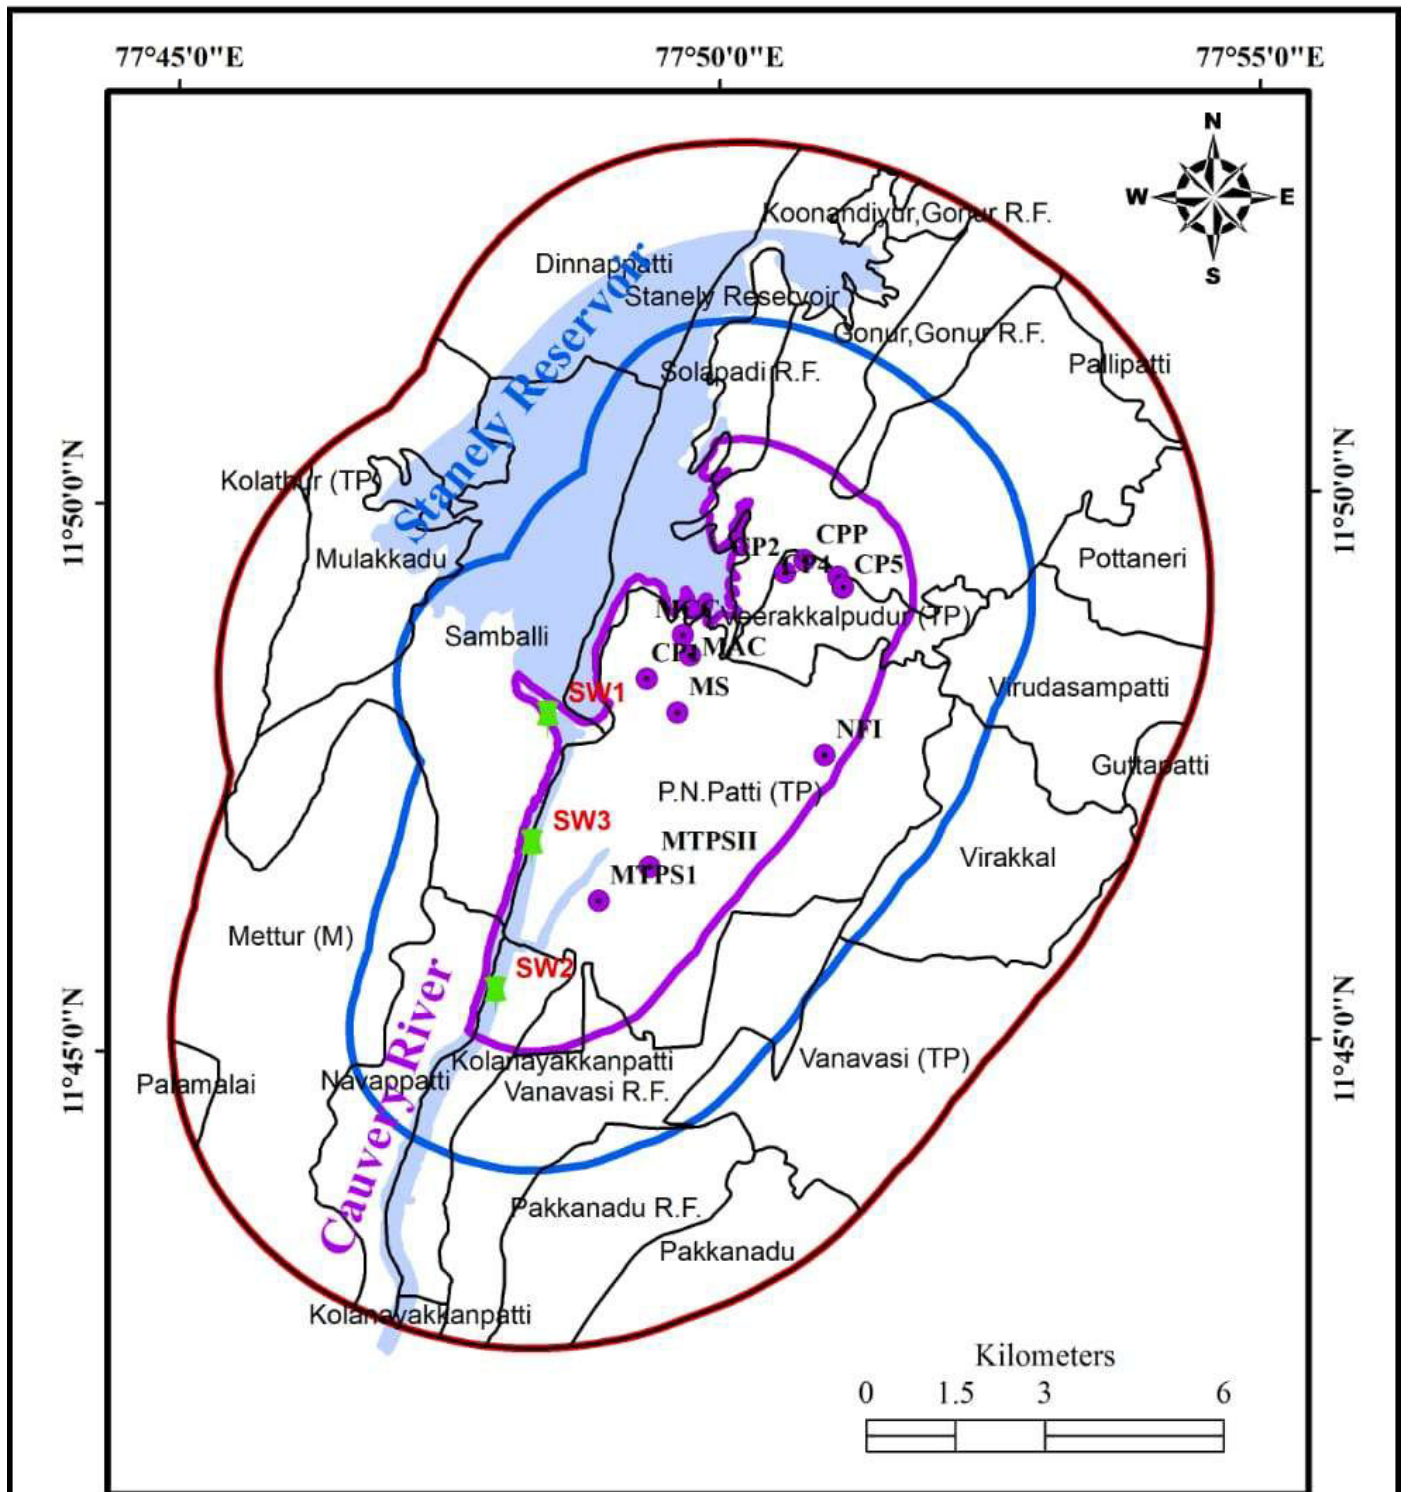 77°45'0"E
77°50'0"E
77°55'0"E
N
W
E
S
Koonandiyur,Gonur R.F.
Dinnappatti
Stanely Reservoir
Stanely Reservoir
Gonur,Gonur R.F.
Pallipatti
Solapadi R.F.
11°50'0"N
11°50'0"N
Kolathur (TP)
Mulakkadu
CP2
CPP
CP4
CP5
Pottaneri
MCC
Veerakkalpudur (TP)
Samballi
CP1
MAC
MS
SW1
Virudasampatti
NFI
Guttapatti
P.N.Patti (TP)
SW3
MTPSII
MTPS1
Virakkal
Mettur (M)
SW2
Cauvery River
11°45'0"N
11°45'0"N
Kolanayakkanpatti
Vanavasi (TP)
Palamalai
Navappatti
Vanavasi R.F.
Pakkanadu R.F.
Pakkanadu
Kolanayakkanpatti
Kilometers
0 1.5 3 6